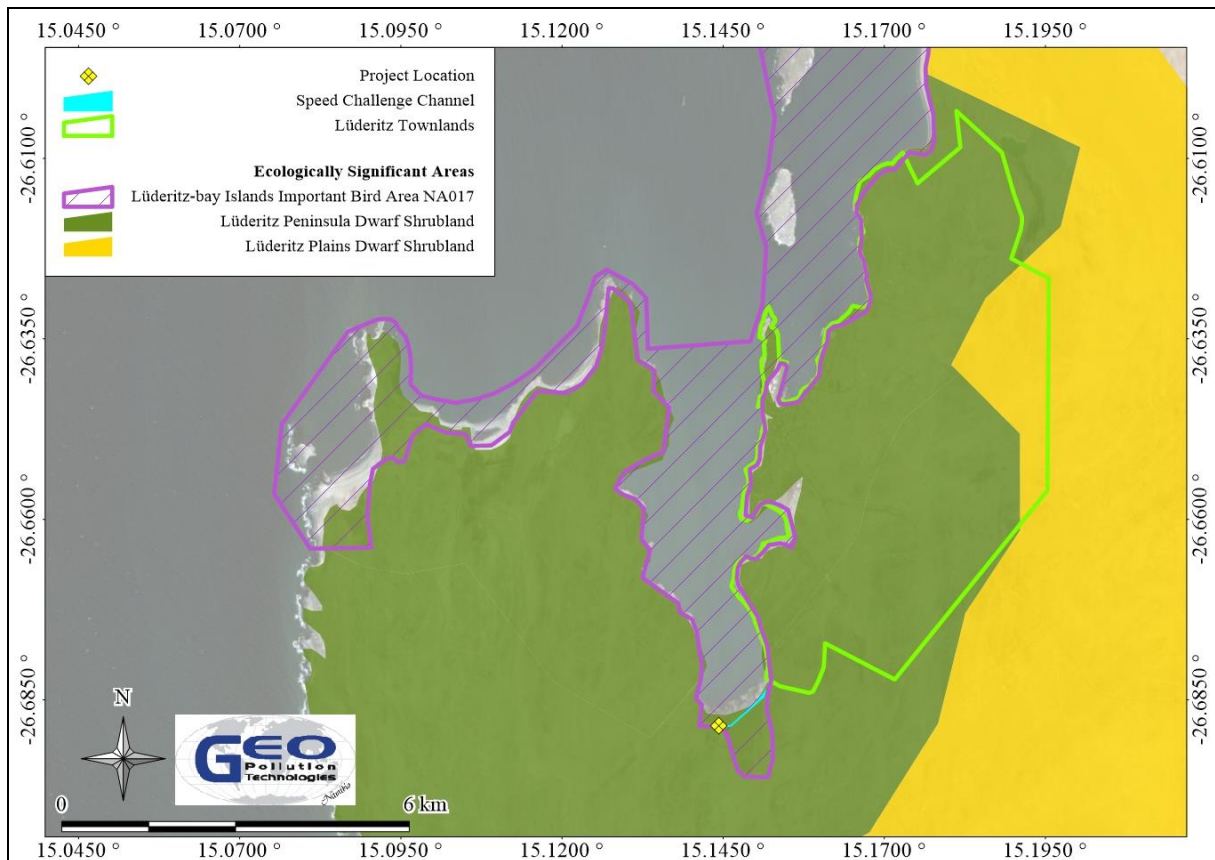 15.0450 ° 15.0700 ° 15.0950 ° 15.1200 ° 15.1450 ° 15.1700 ° 15.1950 °
Project Location
Speed Challenge Channel
Lüderitz Townlands
Ecologically Significant Areas
Lüderitz-bay Islands Important Bird Area NA017
Lüderitz Peninsula Dwarf Shrubland
Lüderitz Plains Dwarf Shrubland
-26.6100 ° -26.6100 °
-26.6350 ° -26.6350 °
-26.6600 ° -26.6600 °
-26.6850 ° -26.6850 °
N
GEO
Pollution
Technologies
Namibia
0 6 km
15.0450 ° 15.0700 ° 15.0950 ° 15.1200 ° 15.1450 ° 15.1700 ° 15.1950 °